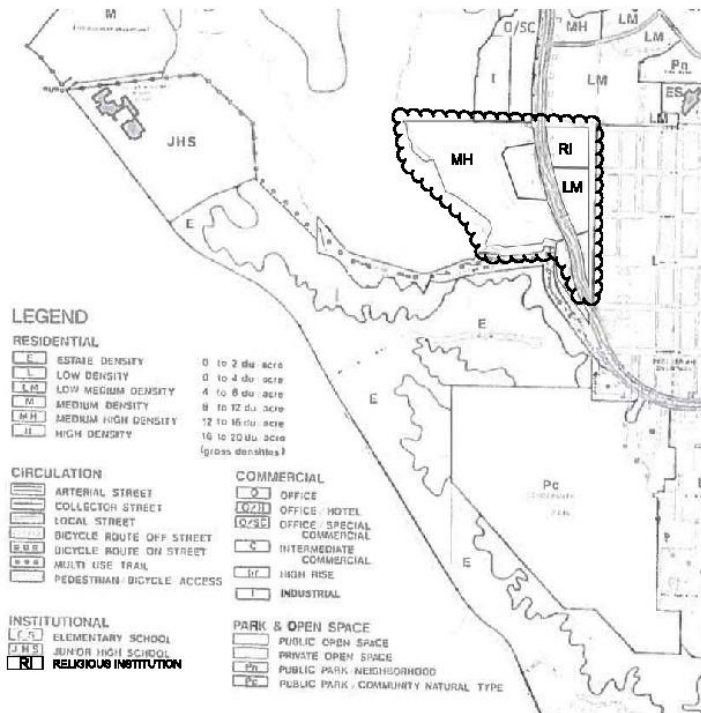 M
O/SC
MH
LM
LM
I
LM
Pn
ES
LM
JHS
MH
RI
LM
E
L
E
E
Pc
E
LEGEND
RESIDENTIAL
E ESTATE DENSITY 0 to 2 du acre
L LOW DENSITY 0 to 4 du acre
LM LOW MEDIUM DENSITY 4 to 8 du acre
M MEDIUM DENSITY 8 to 12 du acre
MH MEDIUM HIGH DENSITY 12 to 16 du acre
H HIGH DENSITY 16 to 20 du acre
(gross densities)
CIRCULATION
ARTERIAL STREET
COLLECTOR STREET
LOCAL STREET
BICYCLE ROUTE OFF STREET
BICYCLE ROUTE ON STREET
MULTI USE TRAIL
PEDESTRIAN/BICYCLE ACCESS
COMMERCIAL
O OFFICE
O/H OFFICE/HOTEL
O/SC OFFICE/SPECIAL COMMERCIAL
C INTERMEDIATE COMMERCIAL
HIGH RISE
I INDUSTRIAL
INSTITUTIONAL
ES ELEMENTARY SCHOOL
JHS JUNIOR HIGH SCHOOL
RI RELIGIOUS INSTITUTION
PARK & OPEN SPACE
PUBLIC OPEN SPACE
PRIVATE OPEN SPACE
Pn PUBLIC PARK/NEIGHBORHOOD
Pc PUBLIC PARK/COMMUNITY NATURAL TYPE